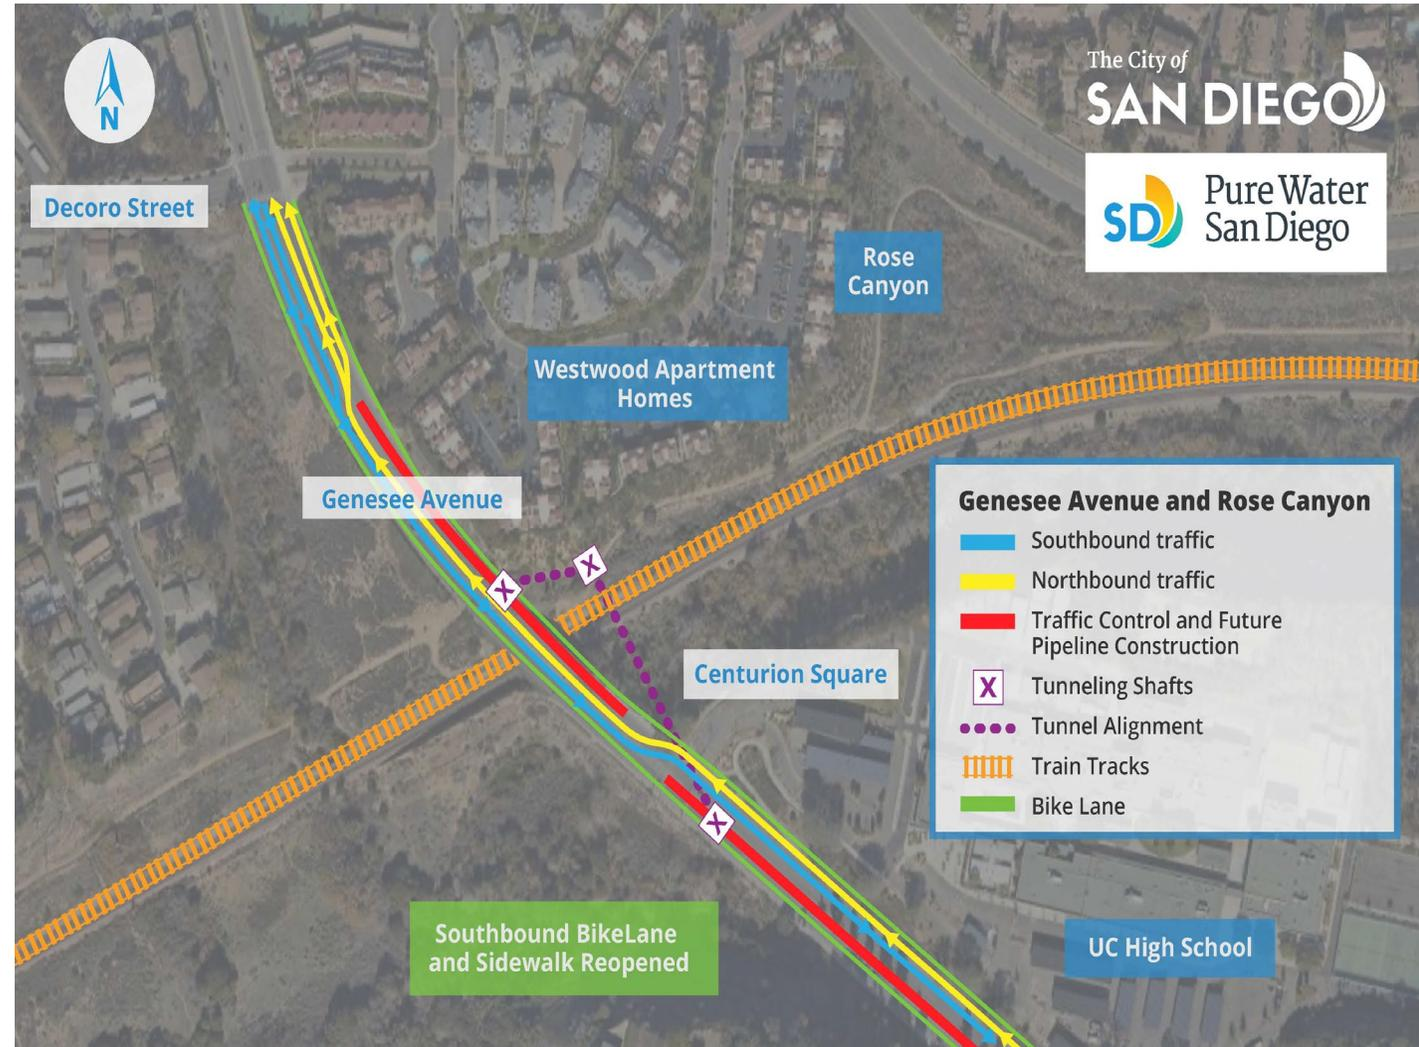 N
The City of
SAN DIEGO
SD
Pure Water
San Diego
Decoro Street
Rose
Canyon
Westwood Apartment
Homes
Genesee Avenue
X
X
Centurion Square
X
Genesee Avenue and Rose Canyon
Southbound traffic
Northbound traffic
Traffic Control and Future
Pipeline Construction
X
Tunneling Shafts
Tunnel Alignment
Train Tracks
Bike Lane
Southbound BikeLane
and Sidewalk Reopened
UC High School